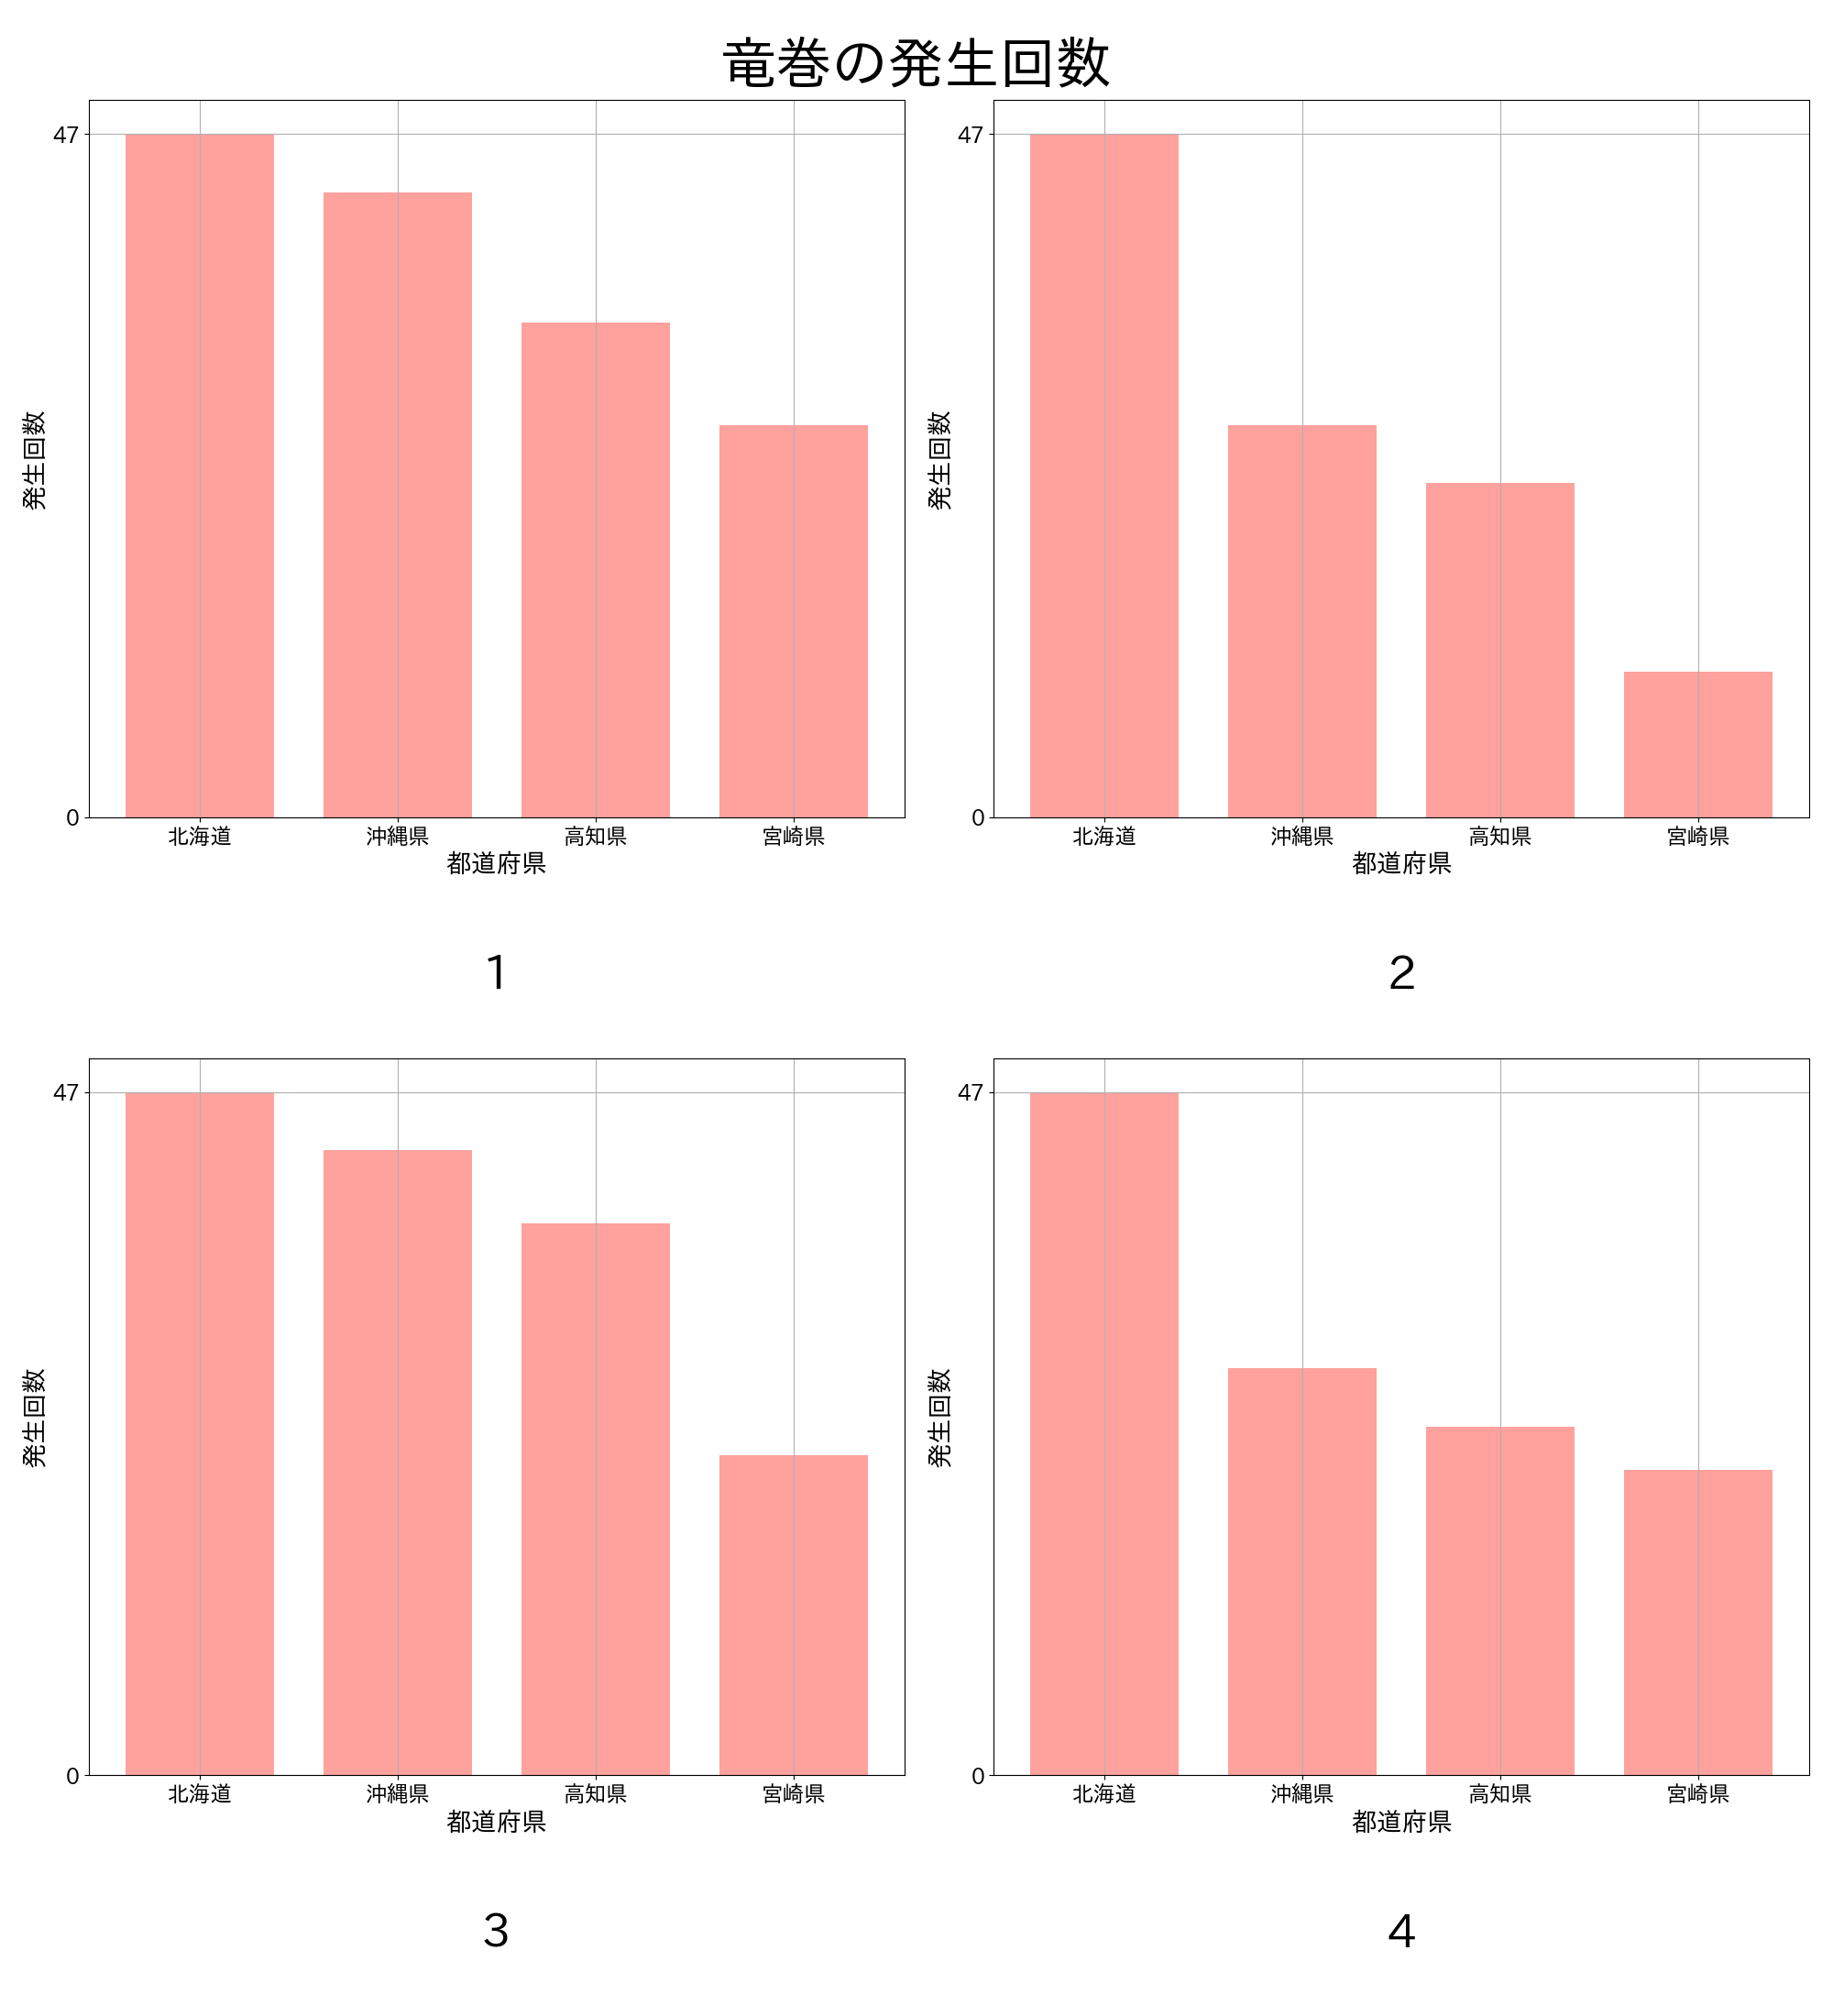 竜巻の発生回数
47
0
発生回数
北海道 沖縄県 高知県 宮崎県
都道府県
1
47
0
発生回数
北海道 沖縄県 高知県 宮崎県
都道府県
2
47
0
発生回数
北海道 沖縄県 高知県 宮崎県
都道府県
3
47
0
発生回数
北海道 沖縄県 高知県 宮崎県
都道府県
4